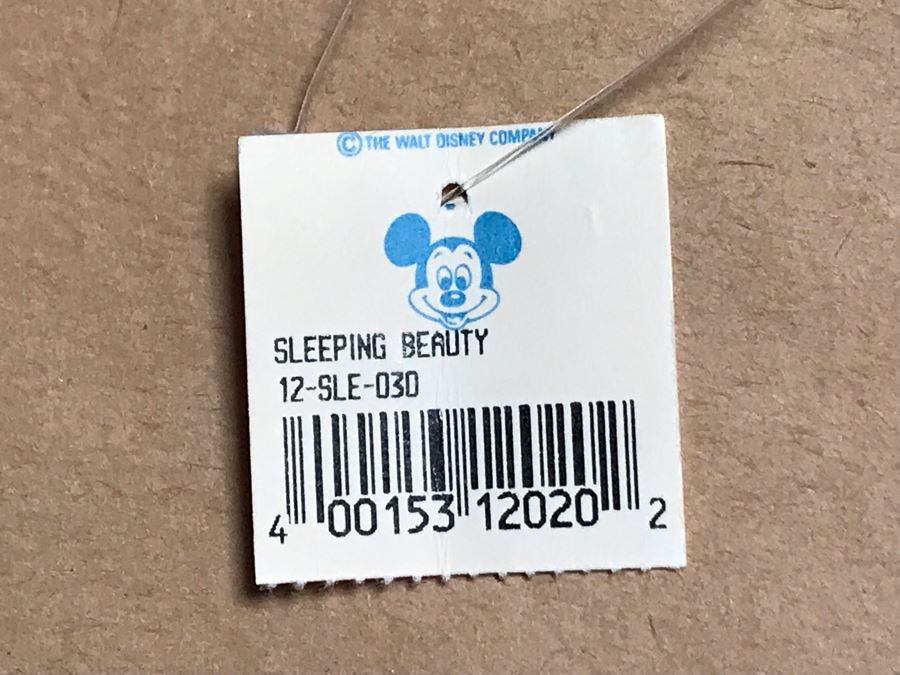 © THE WALT DISNEY COMPANY
SLEEPING BEAUTY
12-SLE-030
4 00153 12020 2